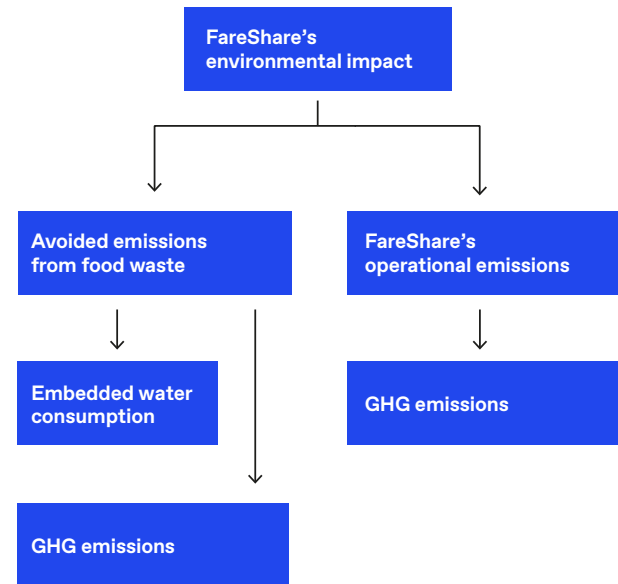 FareShare’s
environmental impact
Avoided emissions
from food waste
FareShare’s
operational emissions
Embedded water
consumption
GHG emissions
GHG emissions